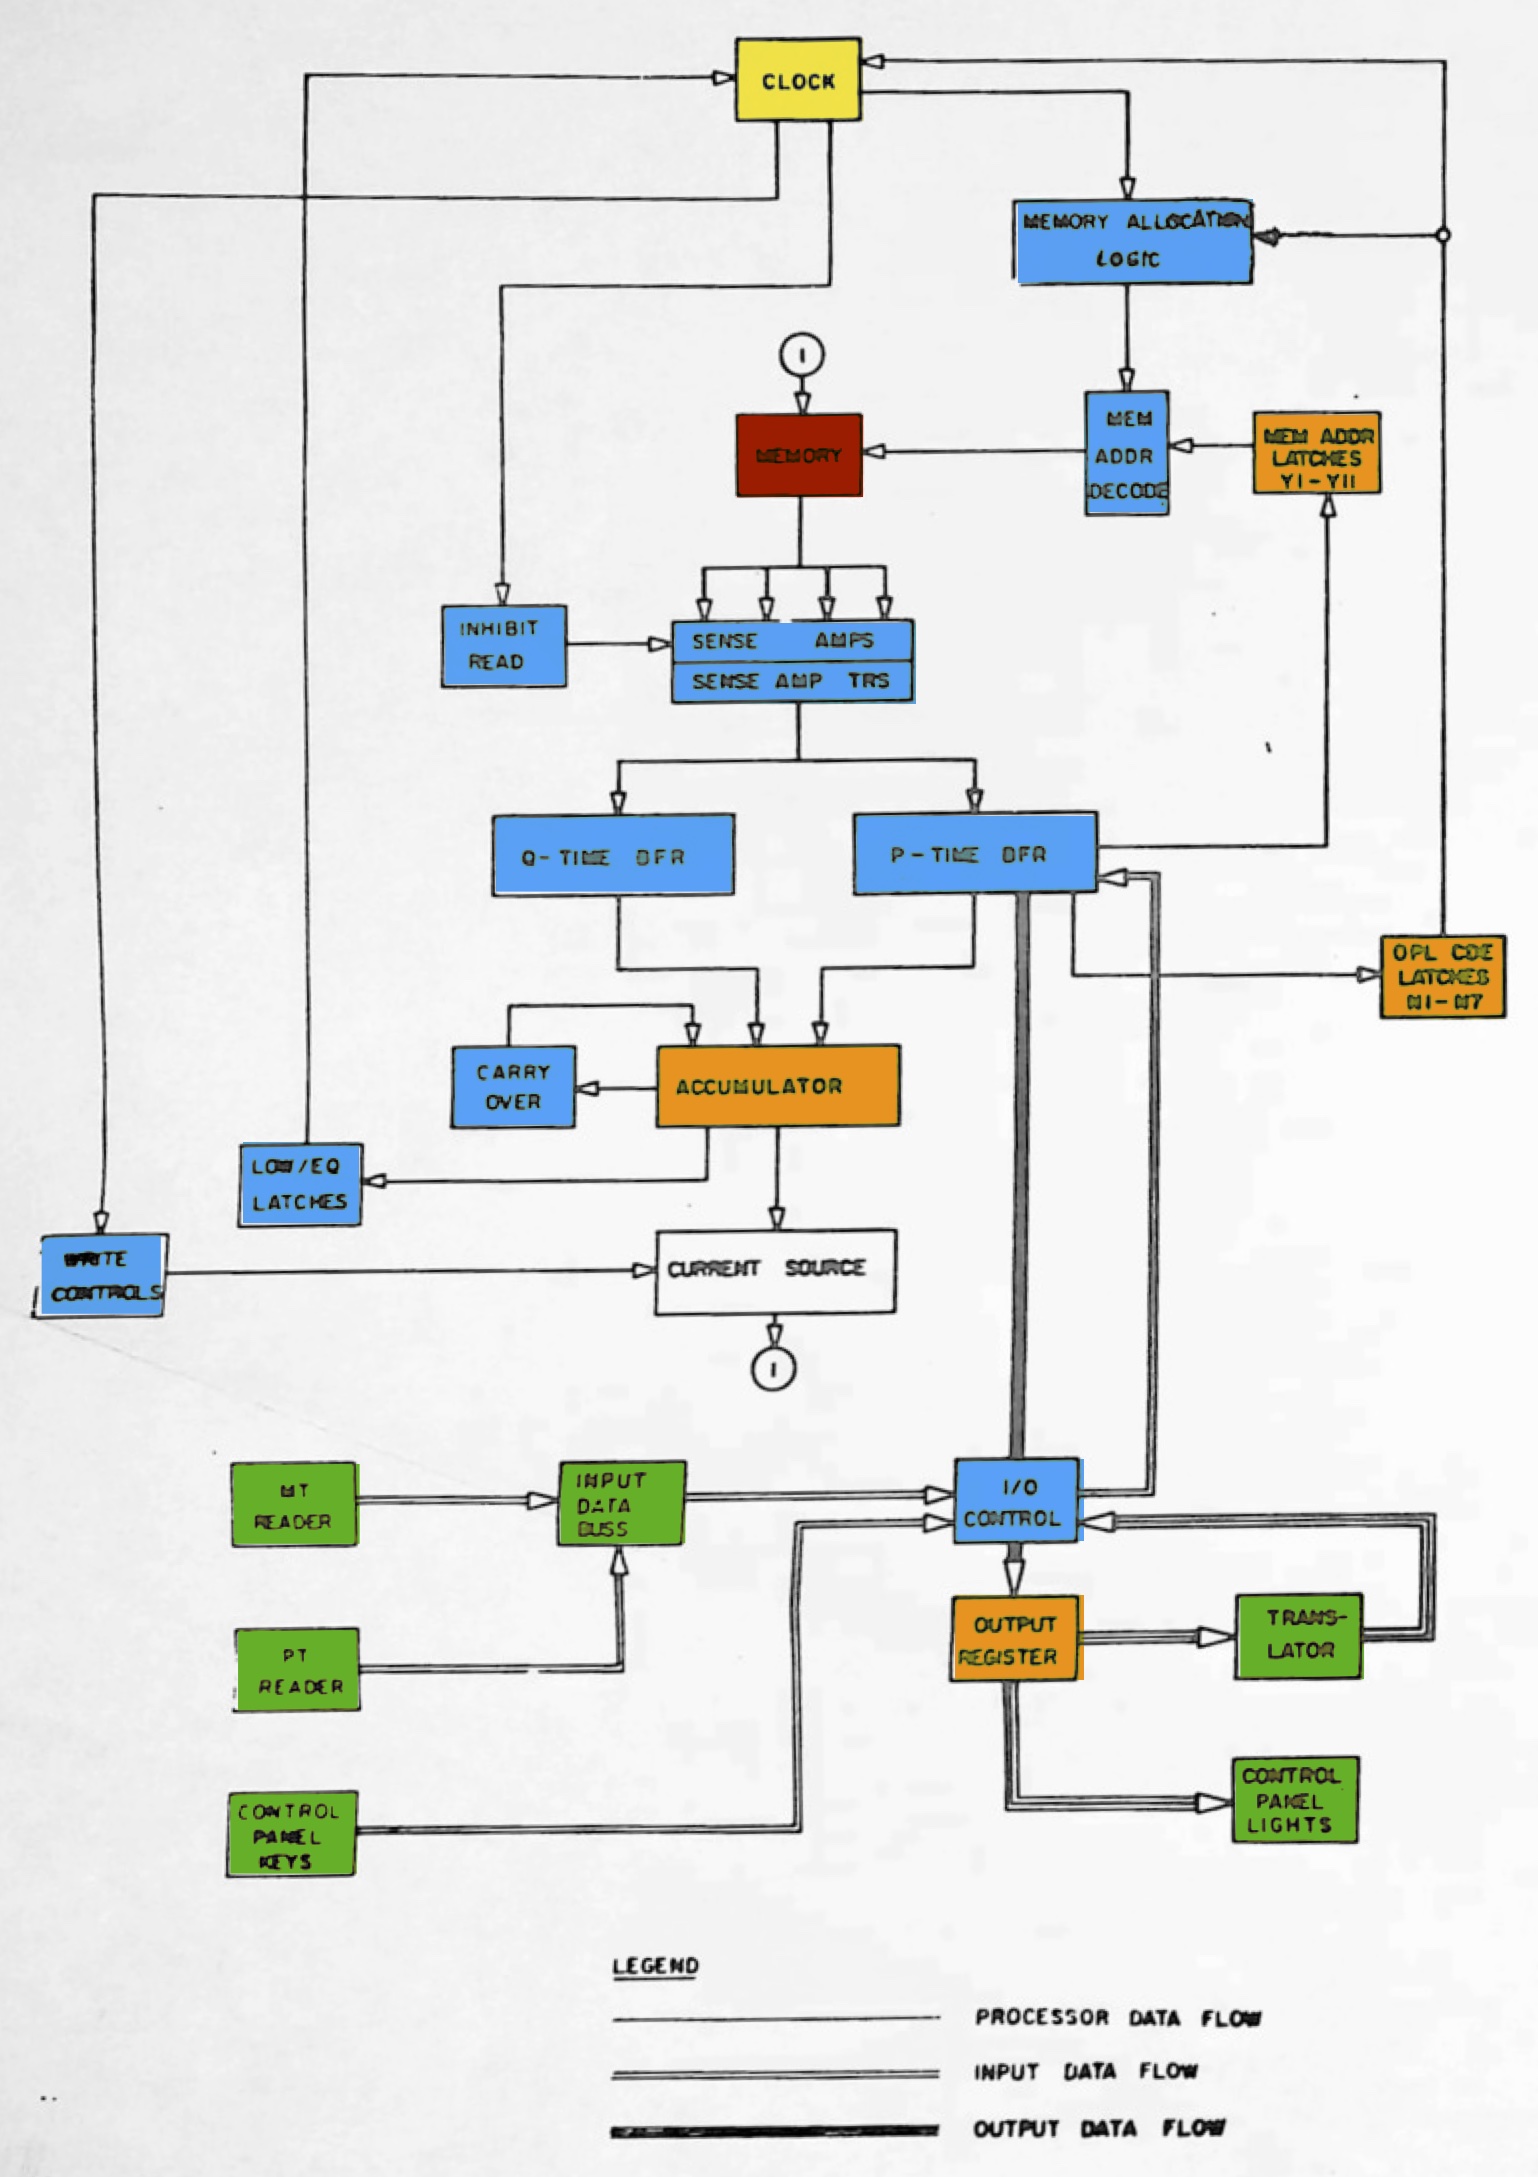 CLOCK
MEMORY ALLOCATION
LOGIC
1
MEMORY
MEM
ADDR
DECODE
MEM ADDR
LATCHES
Y1-Y11
INHIBIT
READ
SENSE AMPS
SENSE AMP TRS
Q-TIME BFR
P-TIME BFR
OPL CDE
LATCHES
M1-M7
CARRY
OVER
ACCUMULATOR
LOW/EQ
LATCHES
WRITE
CONTROLS
CURRENT SOURCE
1
MT
READER
INPUT
DATA
BUSS
I/O
CONTROL
PT
READER
OUTPUT
REGISTER
TRANS-
LATOR
CONTROL
PANEL
KEYS
CONTROL
PANEL
LIGHTS
LEGEND
PROCESSOR DATA FLOW
INPUT DATA FLOW
OUTPUT DATA FLOW